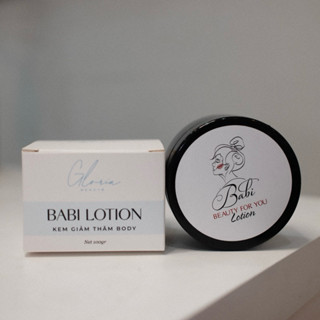 Gloria
BABI LOTION
KEM GIẢM THÂM BODY
Babi
BEAUTY FOR YOU
Lotion